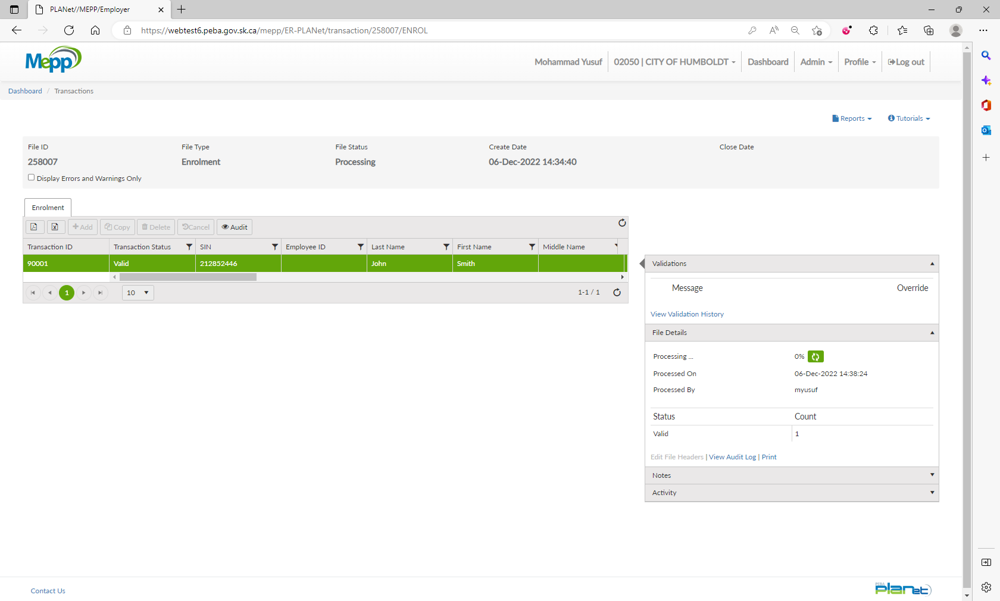 PLANet//MEPP/Employer
https://webtest6.peba.gov.sk.ca/mepp/ER-PLANet/transaction/258007/ENROL
Mepp
Mohammad Yusuf
02050 | CITY OF HUMBOLDT
Dashboard
Admin
Profile
Log out
Dashboard / Transactions
Reports
Tutorials
File ID
File Type
File Status
Create Date
Close Date
258007
Enrolment
Processing
06-Dec-2022 14:34:40
Display Errors and Warnings Only
Enrolment
Add
Copy
Delete
Cancel
Audit
Transaction ID
Transaction Status
SIN
Employee ID
Last Name
First Name
Middle Name
90001
Valid
212852446
John
Smith
1
10
1-1 / 1
Validations
Message
Override
View Validation History
File Details
Processing ...
0%
Processed On
06-Dec-2022 14:38:24
Processed By
myusuf
Status
Count
Valid
1
Edit File Headers | View Audit Log | Print
Notes
Activity
Contact Us
PEBA
planet